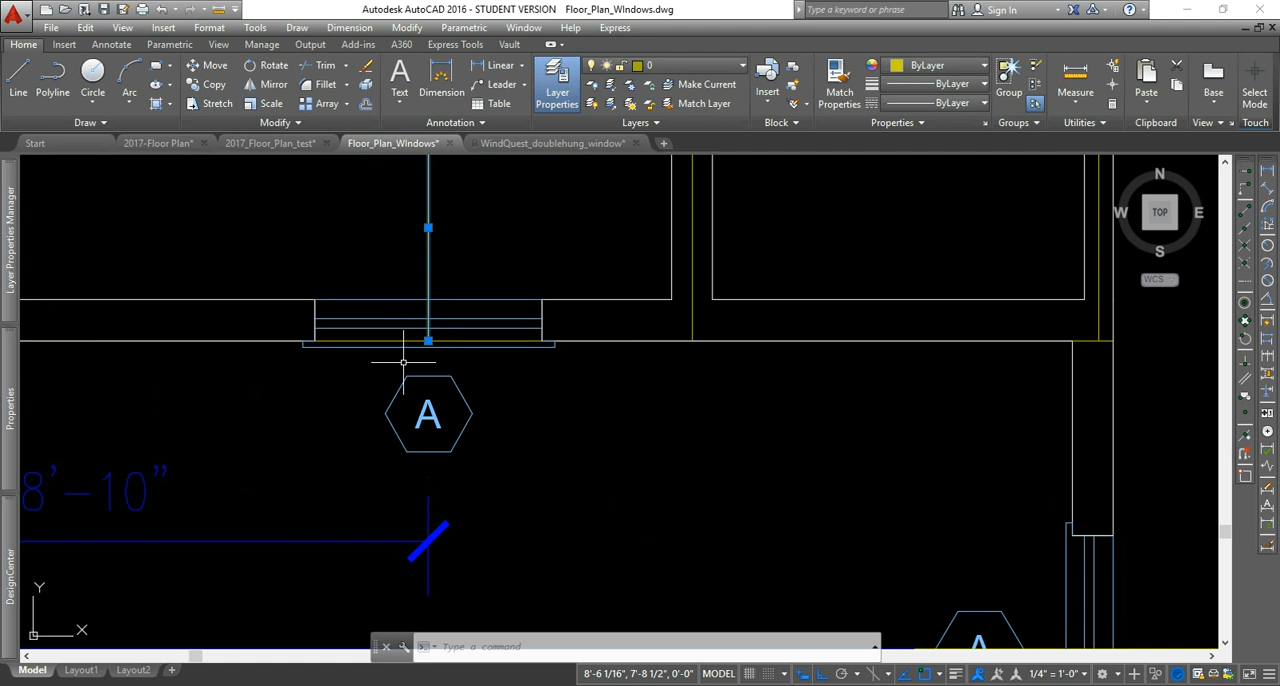 Autodesk AutoCAD 2016 - STUDENT VERSION Floor_Plan_WIndows.dwg
Type a keyword or phrase
Sign In
File Edit View Insert Format Tools Draw Dimension Modify Parametric Window Help Express
Home Insert Annotate Parametric View Manage Output Add-ins A360 Express Tools Vault
Line Polyline Circle Arc
Move Rotate Trim
Copy Mirror Fillet
Stretch Scale Array
Text Dimension
Linear
Leader
Table
Layer Properties
0
Make Current
Match Layer
Insert
Match Properties
ByLayer
ByLayer
ByLayer
Group
Measure
Paste
Base
Select Mode
Draw Modify Annotation Layers Block Properties Groups Utilities Clipboard View Touch
Start 2017-Floor Plan* 2017_Floor_Plan_test* Floor_Plan_WIndows* WindQuest_doublehung_window*
Layer Properties Manager
Properties
DesignCenter
N
W TOP E
S
WCS
A
8'-10"
A
Y
X
Type a command
Model Layout1 Layout2
8'-6 1/16", 7'-8 1/2", 0'-0" MODEL 1/4" = 1'-0"